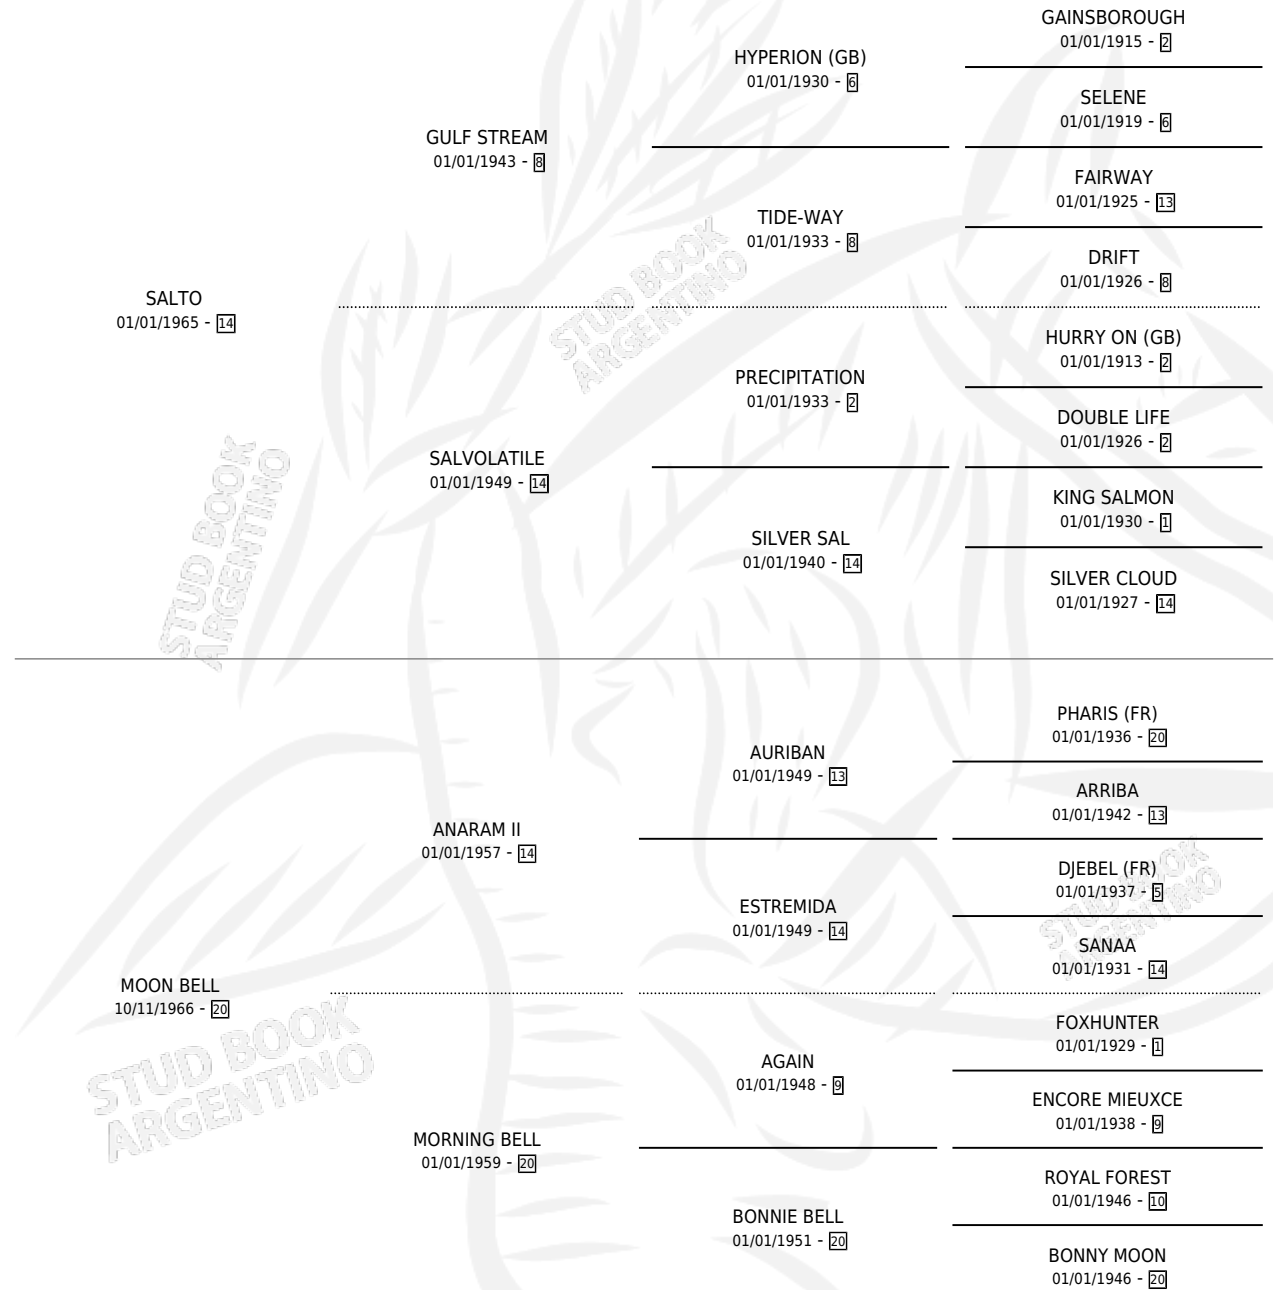 GAINSBOROUGH
01/01/1915 - 2
HYPERION (GB)
01/01/1930 - 6
SELENE
01/01/1919 - 6
GULF STREAM
01/01/1943 - 8
FAIRWAY
01/01/1925 - 13
TIDE-WAY
01/01/1933 - 8
DRIFT
01/01/1926 - 8
SALTO
01/01/1965 - 14
HURRY ON (GB)
01/01/1913 - 2
PRECIPITATION
01/01/1933 - 2
DOUBLE LIFE
01/01/1926 - 2
SALVOLATILE
01/01/1949 - 14
KING SALMON
01/01/1930 - 1
SILVER SAL
01/01/1940 - 14
SILVER CLOUD
01/01/1927 - 14
PHARIS (FR)
01/01/1936 - 20
AURIBAN
01/01/1949 - 13
ARRIBA
01/01/1942 - 13
ANARAM II
01/01/1957 - 14
DJEBEL (FR)
01/01/1937 - 5
ESTREMIDA
01/01/1949 - 14
SANAA
01/01/1931 - 14
MOON BELL
10/11/1966 - 20
FOXHUNTER
01/01/1929 - 1
AGAIN
01/01/1948 - 9
ENCORE MIEUXCE
01/01/1938 - 9
MORNING BELL
01/01/1959 - 20
ROYAL FOREST
01/01/1946 - 10
BONNIE BELL
01/01/1951 - 20
BONNY MOON
01/01/1946 - 20
STUD BOOK
ARGENTINO
STUD BOOK
ARGENTINO
STUD BOOK
ARGENTINO
STUD BOOK
ARGENTINO